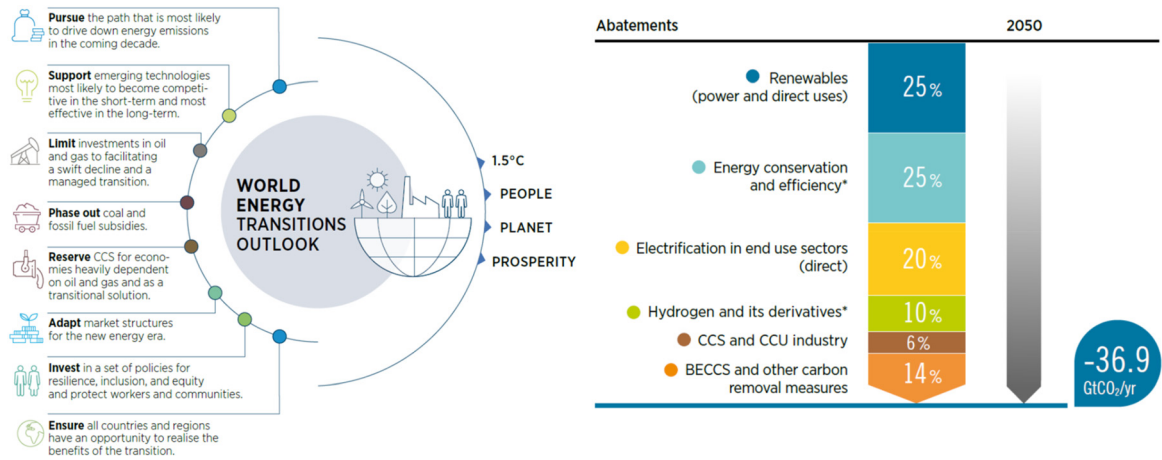 Pursue the path that is most likely
to drive down energy emissions
in the coming decade.
Support emerging technologies
most likely to become competi-
tive in the short-term and most
effective in the long-term.
Limit investments in oil
and gas to facilitating
a swift decline and a
managed transition.
Phase out coal and
fossil fuel subsidies.
Reserve CCS for econo-
mies heavily dependent
on oil and gas and as a
transitional solution.
Adapt market structures
for the new energy era.
Invest in a set of policies for
resilience, inclusion, and equity
and protect workers and communities.
Ensure all countries and regions
have an opportunity to realise the
benefits of the transition.
WORLD
ENERGY
TRANSITIONS
OUTLOOK
1.5°C
PEOPLE
PLANET
PROSPERITY
Abatements
2050
Renewables
(power and direct uses)
25%
Energy conservation
and efficiency*
25%
Electrification in end use sectors
(direct)
20%
Hydrogen and its derivatives*
10%
CCS and CCU industry
6%
BECCS and other carbon
removal measures
14%
-36.9
GtCO₂/yr